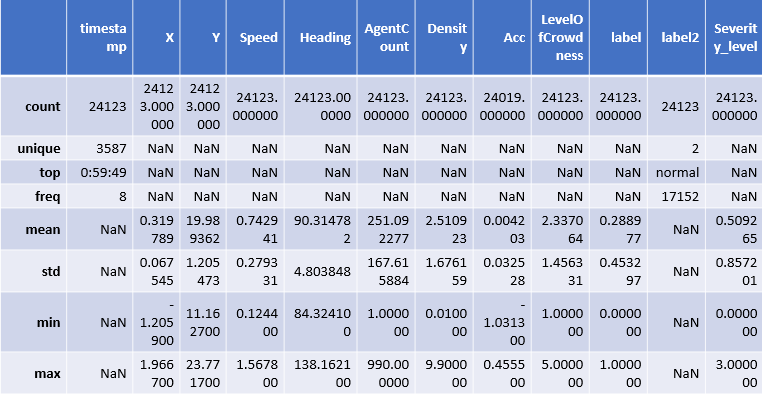 timestamp X Y Speed Heading AgentCount Density Acc LevelOfCrowdness label label2 Severity_level
count 24123 24123.000000 24123.000000 24123.000000 24123.000000 24123.000000 24123.000000 24019.000000 24123.000000 24123.000000 24123 24123.000000
unique 3587 NaN NaN NaN NaN NaN NaN NaN NaN NaN 2 NaN
top 0:59:49 NaN NaN NaN NaN NaN NaN NaN NaN NaN normal NaN
freq 8 NaN NaN NaN NaN NaN NaN NaN NaN NaN 17152 NaN
mean NaN 0.319789 19.989362 0.742941 90.314782 251.092277 2.510923 0.004203 2.337064 0.288977 NaN 0.509265
std NaN 0.067545 1.205473 0.279331 4.803848 167.615884 1.676159 0.032528 1.456331 0.453297 NaN 0.857201
min NaN -1.205900 11.162700 0.124400 84.324100 1.000000 0.010000 -1.031300 1.000000 0.000000 NaN 0.000000
max NaN 1.966700 23.771700 1.567800 138.162100 990.000000 9.900000 0.455500 5.000000 1.000000 NaN 3.000000